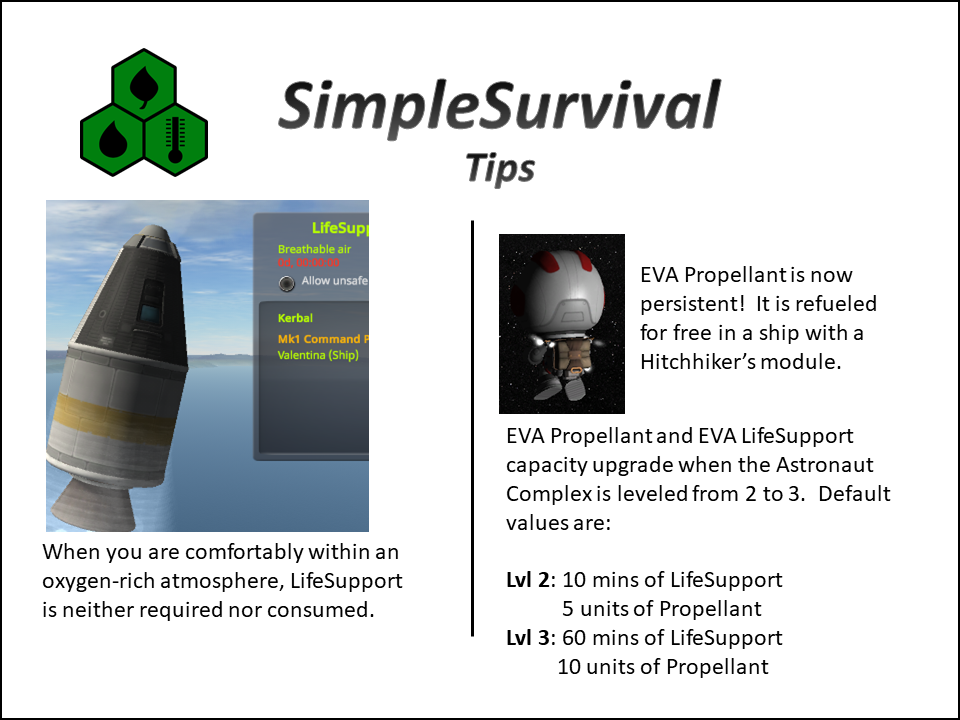 SimpleSurvival
Tips
LifeSupp
Breathable air
Allow unsafe
Kerbal
Mk1 Command P
Valentina (Ship)
When you are comfortably within an
oxygen-rich atmosphere, LifeSupport
is neither required nor consumed.
EVA Propellant is now
persistent!  It is refueled
for free in a ship with a
Hitchhiker’s module.
EVA Propellant and EVA LifeSupport
capacity upgrade when the Astronaut
Complex is leveled from 2 to 3.  Default
values are:
Lvl 2: 10 mins of LifeSupport
5 units of Propellant
Lvl 3: 60 mins of LifeSupport
10 units of Propellant